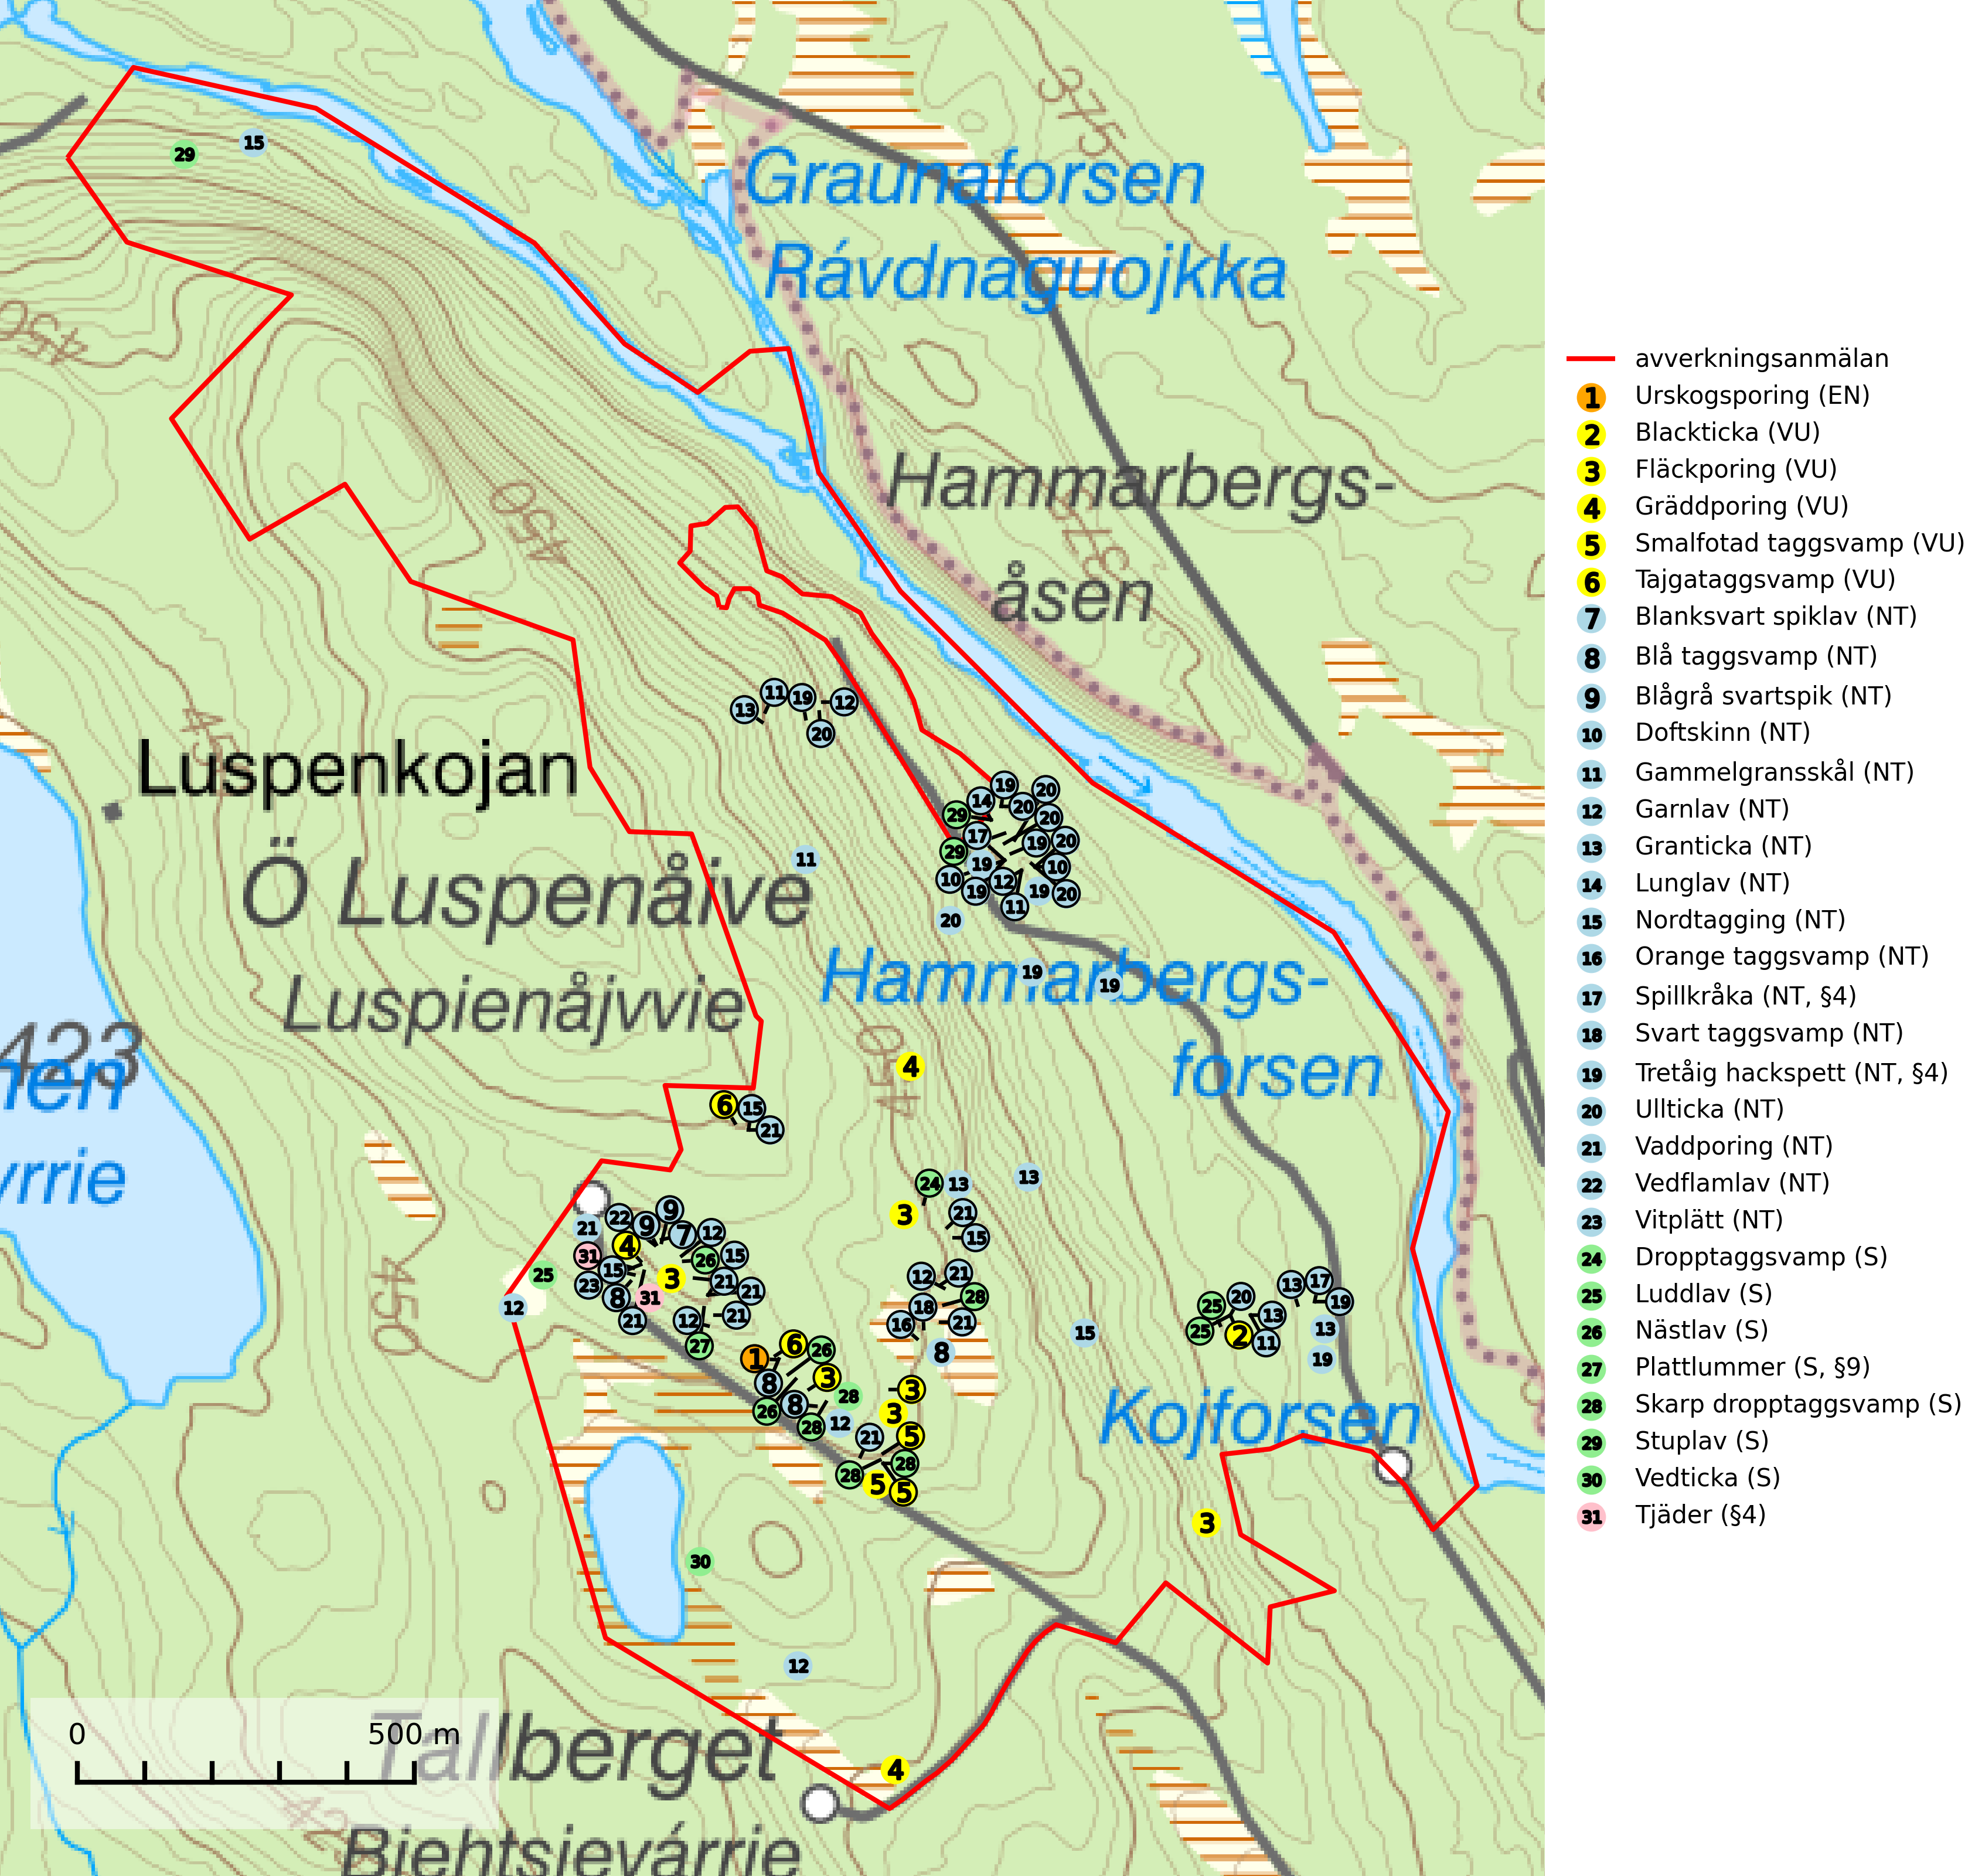 375
Graunaforsen
Rávdnaguojkka
450
Hammarbergs-
375
450
åsen
Luspenkojan
Ö Luspenåive
Luspienåjvvie
Hammarbergs-
forsen
423
nen
410
vrrie
450
Kojforsen
Tallberget
Biehtsievárrie
0 500 m
avverkningsanmälan
1 Urskogsporing (EN)
2 Blackticka (VU)
3 Fläckporing (VU)
4 Gräddporing (VU)
5 Smalfotad taggsvamp (VU)
6 Tajgataggsvamp (VU)
7 Blanksvart spiklav (NT)
8 Blå taggsvamp (NT)
9 Blågrå svartspik (NT)
10 Doftskinn (NT)
11 Gammelgransskål (NT)
12 Garnlav (NT)
13 Granticka (NT)
14 Lunglav (NT)
15 Nordtagging (NT)
16 Orange taggsvamp (NT)
17 Spillkråka (NT, §4)
18 Svart taggsvamp (NT)
19 Tretåig hackspett (NT, §4)
20 Ullticka (NT)
21 Vaddporing (NT)
22 Vedflamlav (NT)
23 Vitplätt (NT)
24 Dropptaggsvamp (S)
25 Luddlav (S)
26 Nästlav (S)
27 Plattlummer (S, §9)
28 Skarp dropptaggsvamp (S)
29 Stuplav (S)
30 Vedticka (S)
31 Tjäder (§4)